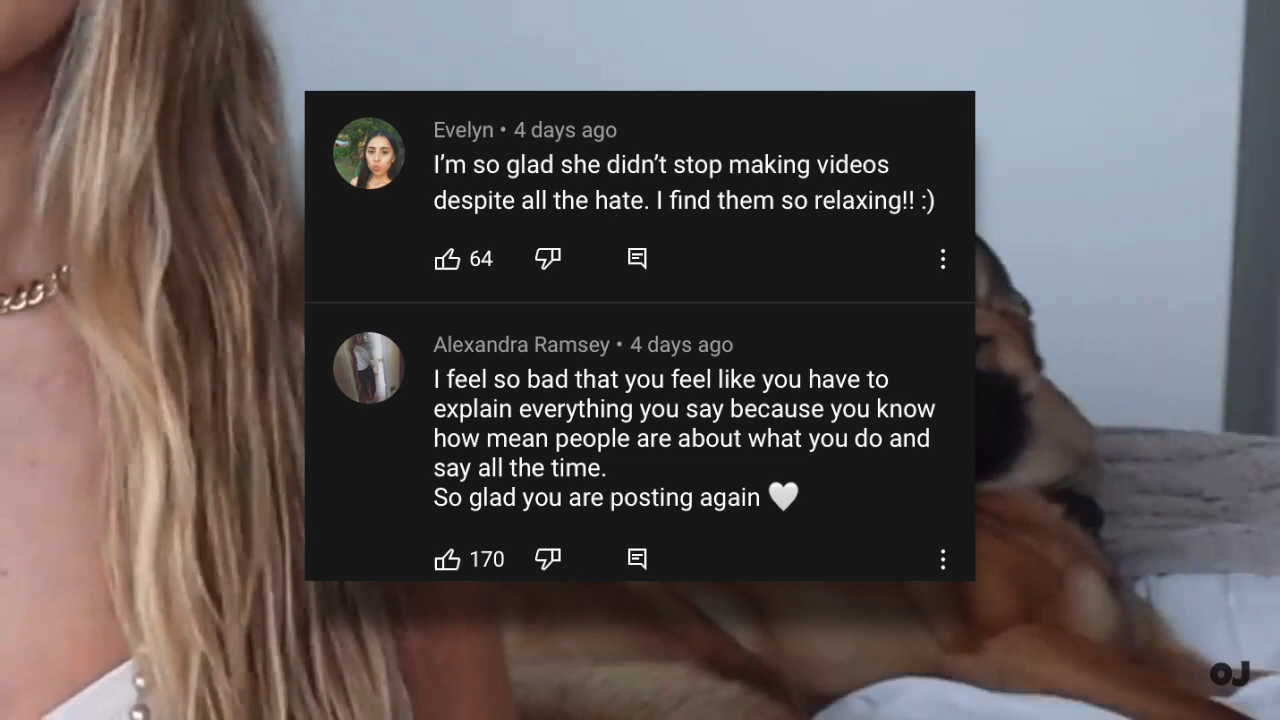 Evelyn • 4 days ago
I’m so glad she didn’t stop making videos
despite all the hate. I find them so relaxing!! :)
64
Alexandra Ramsey • 4 days ago
I feel so bad that you feel like you have to
explain everything you say because you know
how mean people are about what you do and
say all the time.
So glad you are posting again 🤍
170
OJ